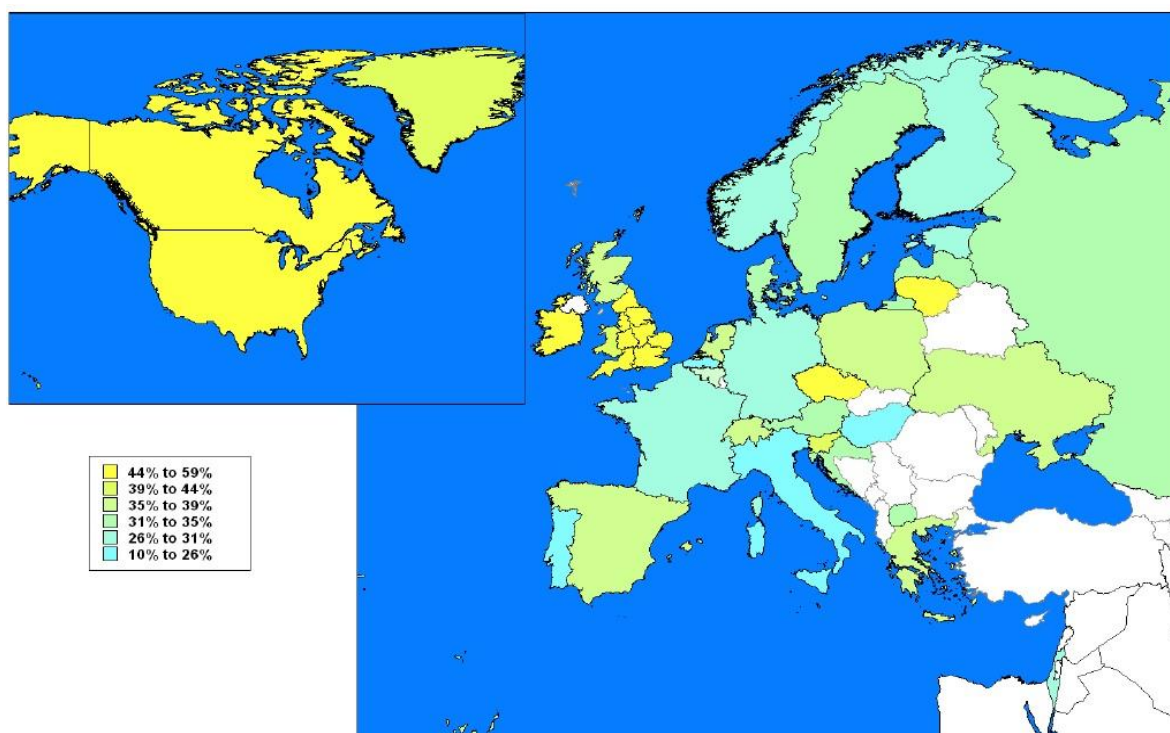 44% to 59%
39% to 44%
35% to 39%
31% to 35%
26% to 31%
10% to 26%